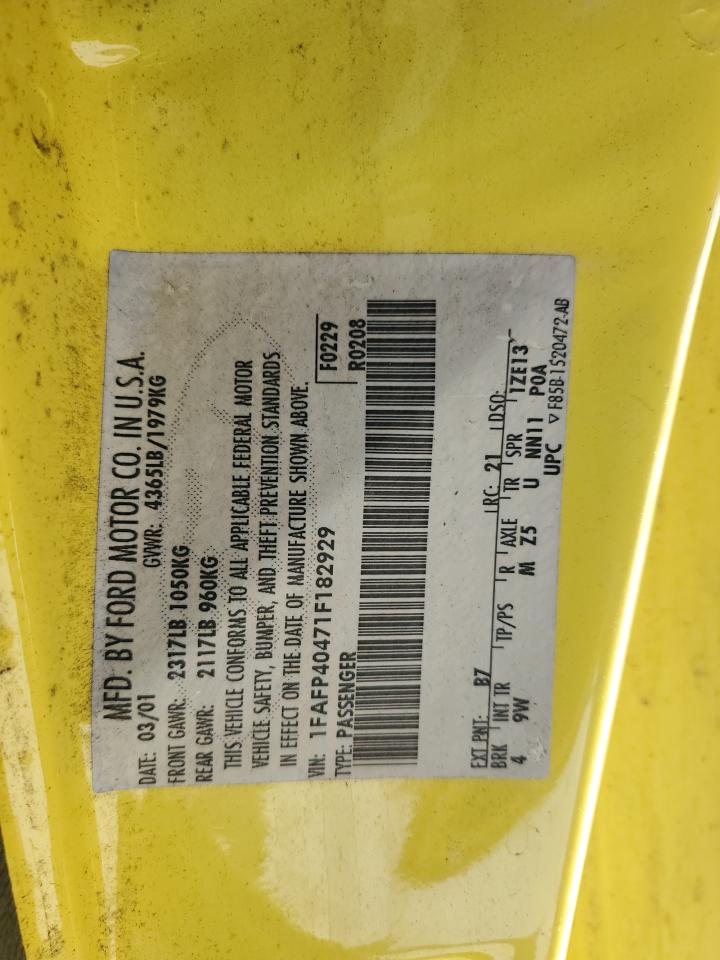 MFD. BY FORD MOTOR CO. IN U.S.A.
DATE: 03/01 GVWR: 4365LB/1979KG
FRONT GAWR: 2317LB 1050KG
REAR GAWR: 2117LB 960KG
THIS VEHICLE CONFORMS TO ALL APPLICABLE FEDERAL MOTOR
VEHICLE SAFETY, BUMPER, AND THEFT PREVENTION STANDARDS
IN EFFECT ON THE DATE OF MANUFACTURE SHOWN ABOVE.
VIN: 1FAFP40471F182929 F0229
TYPE: PASSENGER R0208
EXT PNT: B7 RC: 21 DSO:
BRK INT TR TP/PS R AXLE TR SPR 1ZE13
4 9W M Z5 U NN11 P0A
UPC ▽ F85B-1520472-AB